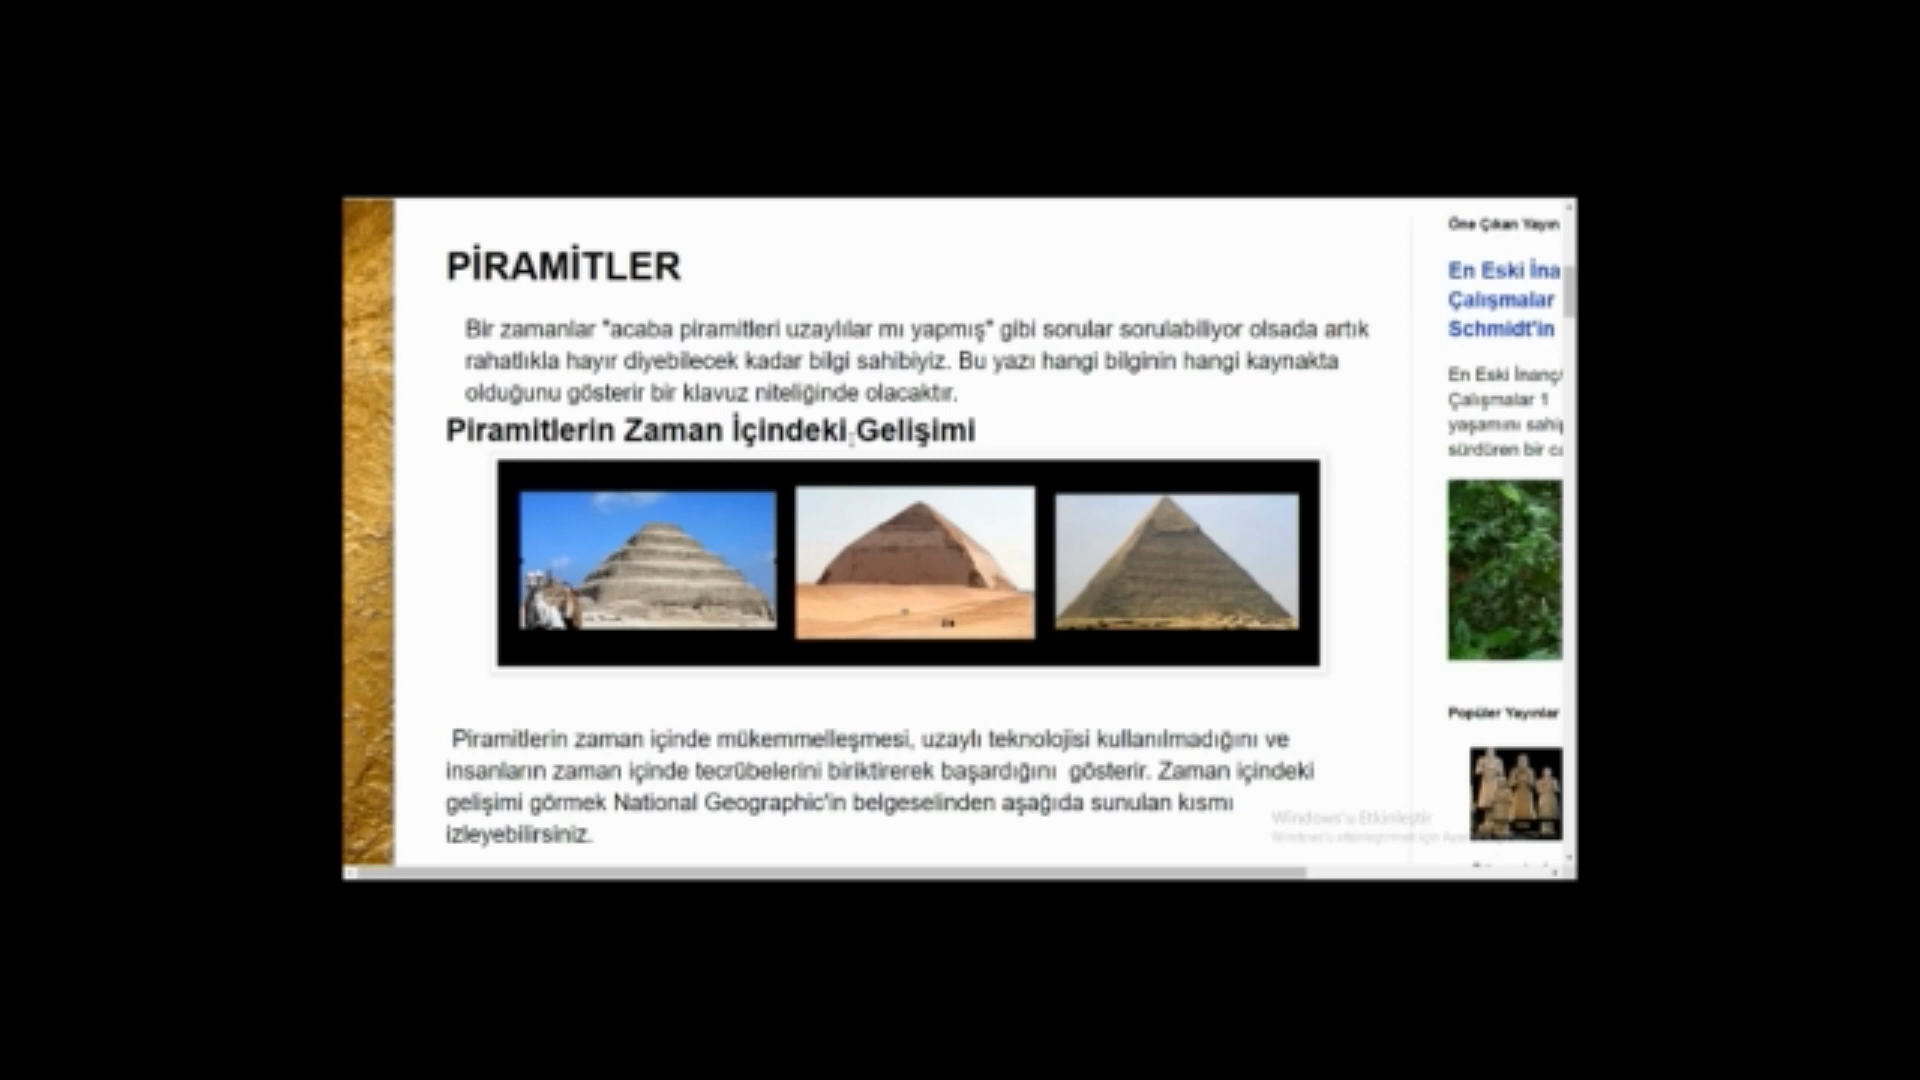 PİRAMİTLER
Bir zamanlar "acaba piramitleri uzaylılar mı yapmış" gibi sorular sorulabiliyor olsada artık
rahatlıkla hayır diyebilecek kadar bilgi sahibiyiz. Bu yazı hangi bilginin hangi kaynakta
olduğunu gösterir bir klavuz niteliğinde olacaktır.
Piramitlerin Zaman İçindeki Gelişimi
Piramitlerin zaman içinde mükemmelleşmesi, uzaylı teknolojisi kullanılmadığını ve
insanların zaman içinde tecrübelerini biriktirerek başardığını gösterir. Zaman içindeki
gelişimi görmek National Geographic'in belgeselinden aşağıda sunulan kısmı
izleyebilirsiniz.
Öne Çıkan Yayın
En Eski İna
Çalışmalar
Schmidt'in
En Eski İnanç
Çalışmalar 1
yaşamını sahi
sürdüren bir ca
Popüler Yayınlar
Windows'u Etkinleştir
Windows'u etkinleştirmek için